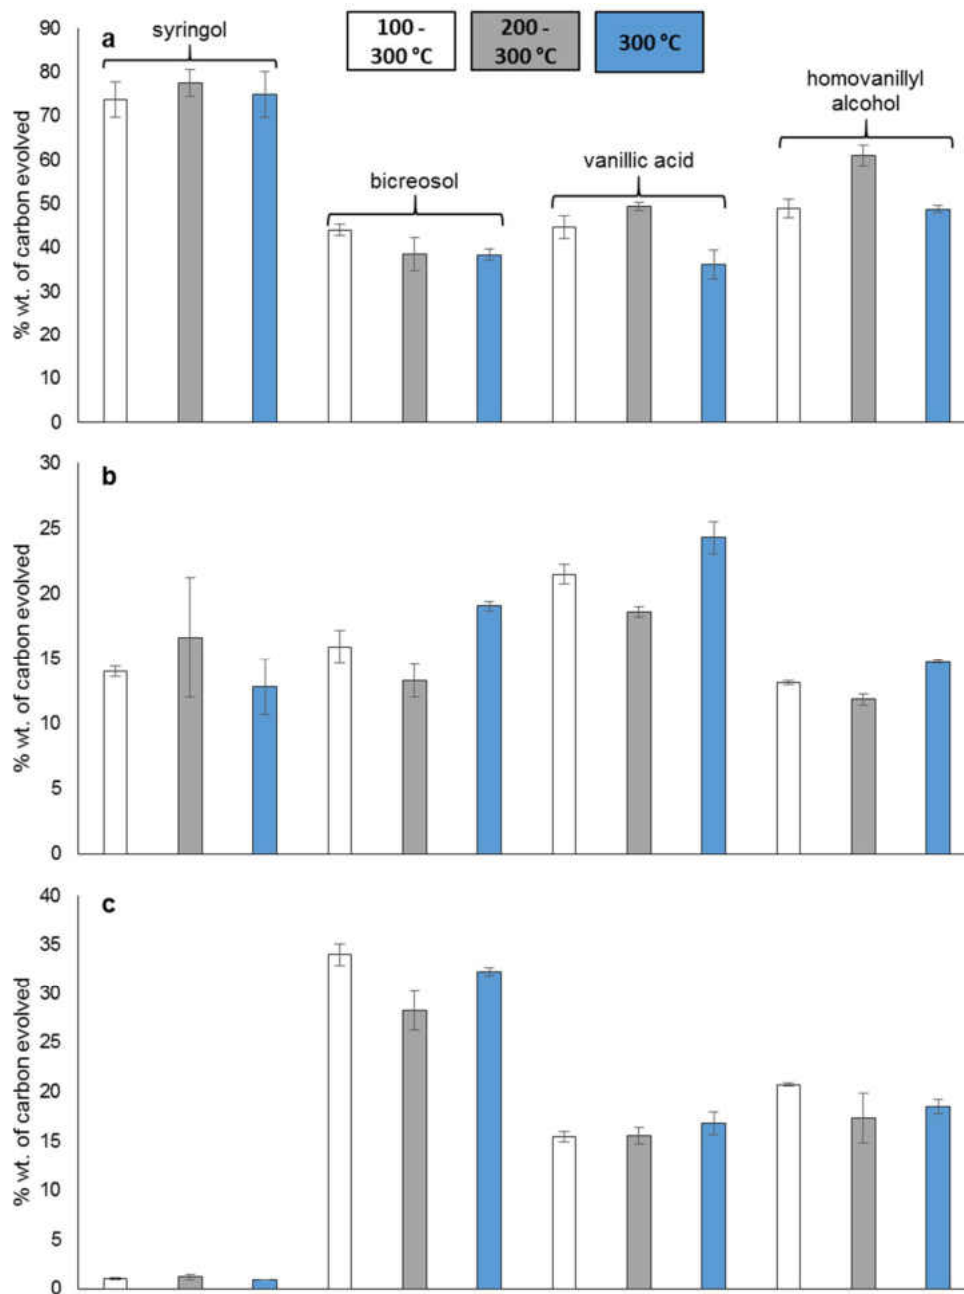 100 -
300 °C
200 -
300 °C
300 °C
a
syringol
bicreosol
vanillic acid
homovanillyl
alcohol
% wt. of carbon evolved
90
80
70
60
50
40
30
20
10
0
b
% wt. of carbon evolved
30
25
20
15
10
5
0
c
% wt. of carbon evolved
40
35
30
25
20
15
10
5
0